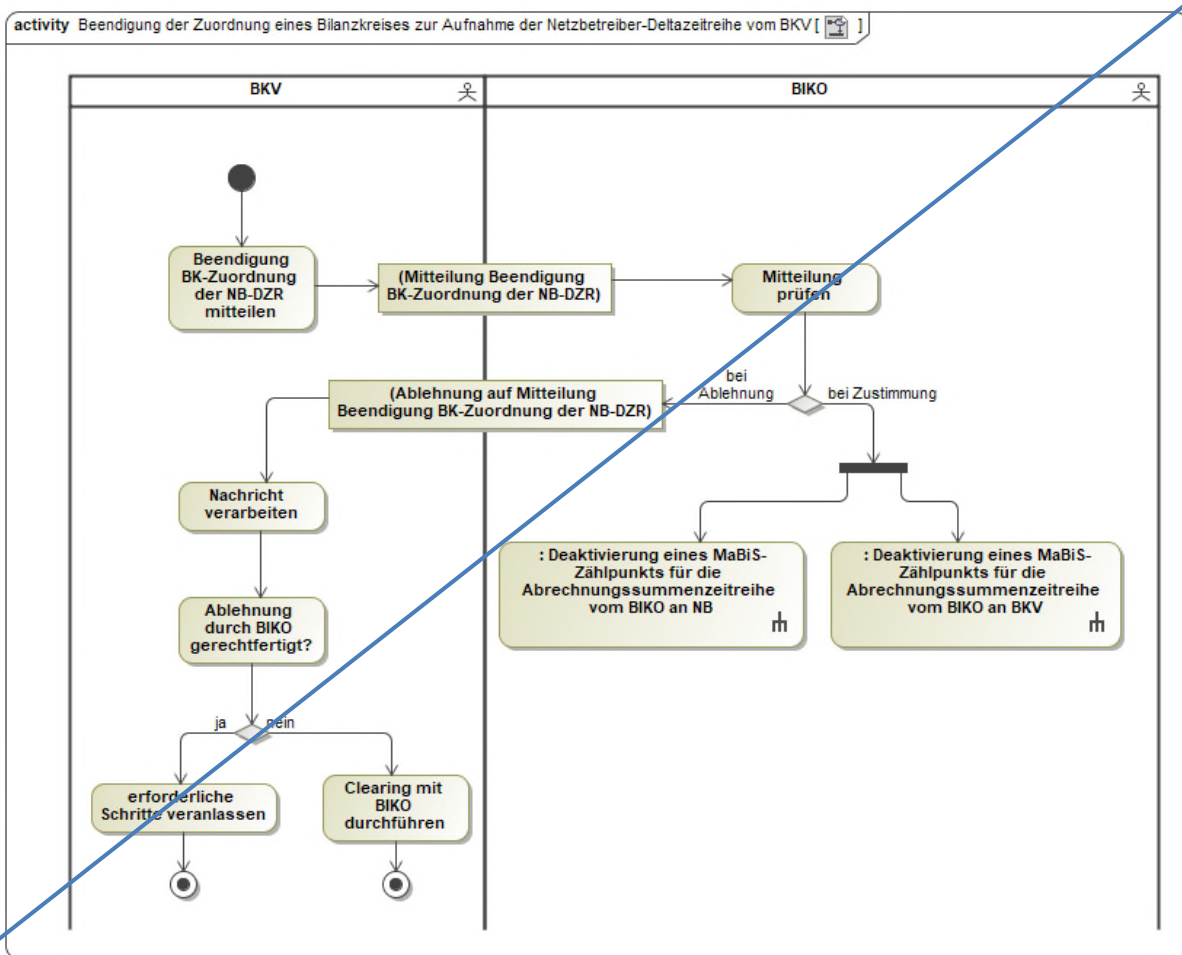 activity Beendigung der Zuordnung eines Bilanzkreises zur Aufnahme der Netzbetreiber-Deltazeitreihe vom BKV [ ]
BKV
BIKO
Beendigung
BK-Zuordnung
der NB-DZR
mitteilen
(Mitteilung Beendigung
BK-Zuordnung der NB-DZR)
Mitteilung
prüfen
bei
Ablehnung
bei Zustimmung
(Ablehnung auf Mitteilung
Beendigung BK-Zuordnung der NB-DZR)
Nachricht
verarbeiten
: Deaktivierung eines MaBiS-
Zählpunkts für die
Abrechnungssummenzeitreihe
vom BIKO an NB
: Deaktivierung eines MaBiS-
Zählpunkts für die
Abrechnungssummenzeitreihe
vom BIKO an BKV
Ablehnung
durch BIKO
gerechtfertigt?
ja
nein
erforderliche
Schritte veranlassen
Clearing mit
BIKO
durchführen